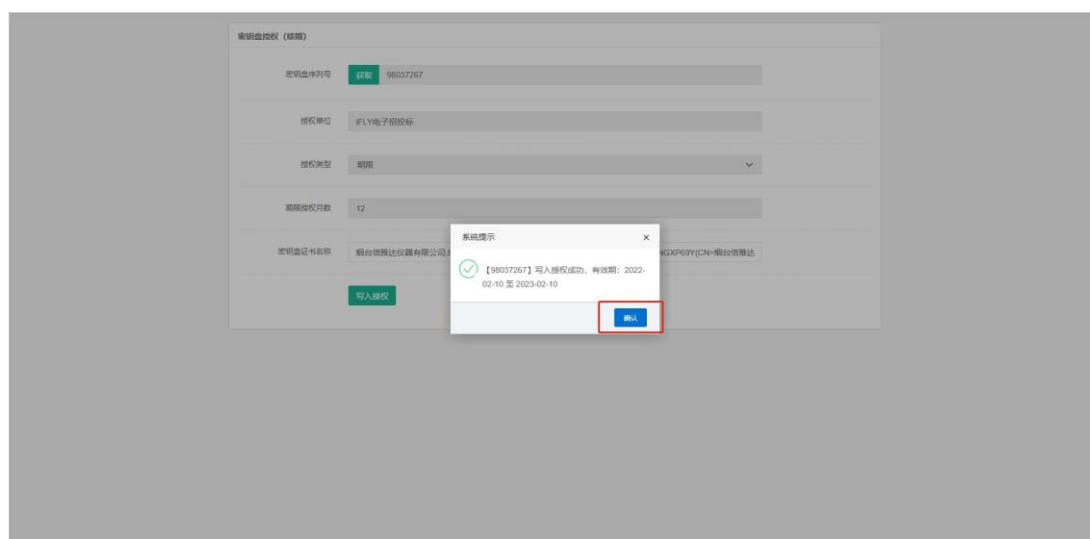 密钥盘授权（续期）
密钥盘序列号 获取 98037267
授权单位 iFLY电子招投标
授权类型 期限
期限授权月数 12
系统提示 ×
密钥盘证书名称 烟台信雅达仪器有限公司, NGXP69Y(CN=烟台信雅达
【98037267】写入授权成功，有效期：2022-
02-10 至 2023-02-10
写入授权
确认